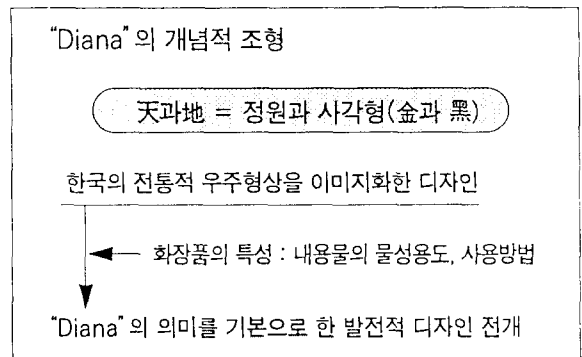 “Diana”의 개념적 조형
天과地 = 정원과 사각형(金과 黑)
한국의 전통적 우주형상을 이미지화한 디자인
화장품의 특성 : 내용물의 물성용도, 사용방법
“Diana”의 의미를 기본으로 한 발전적 디자인 전개